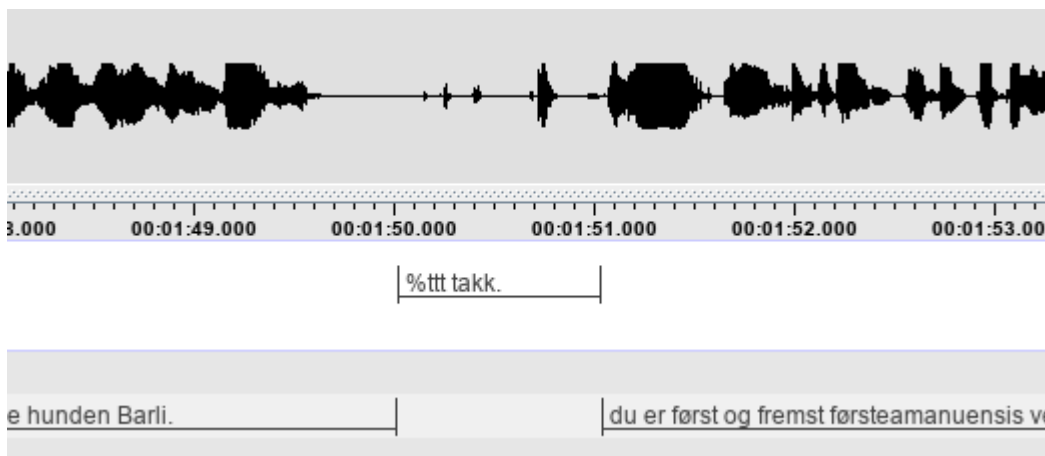 3.000 00:01:49.000 00:01:50.000 00:01:51.000 00:01:52.000 00:01:53.00
%ttt takk.
e hunden Barli. du er først og fremst førsteamanuensis ve